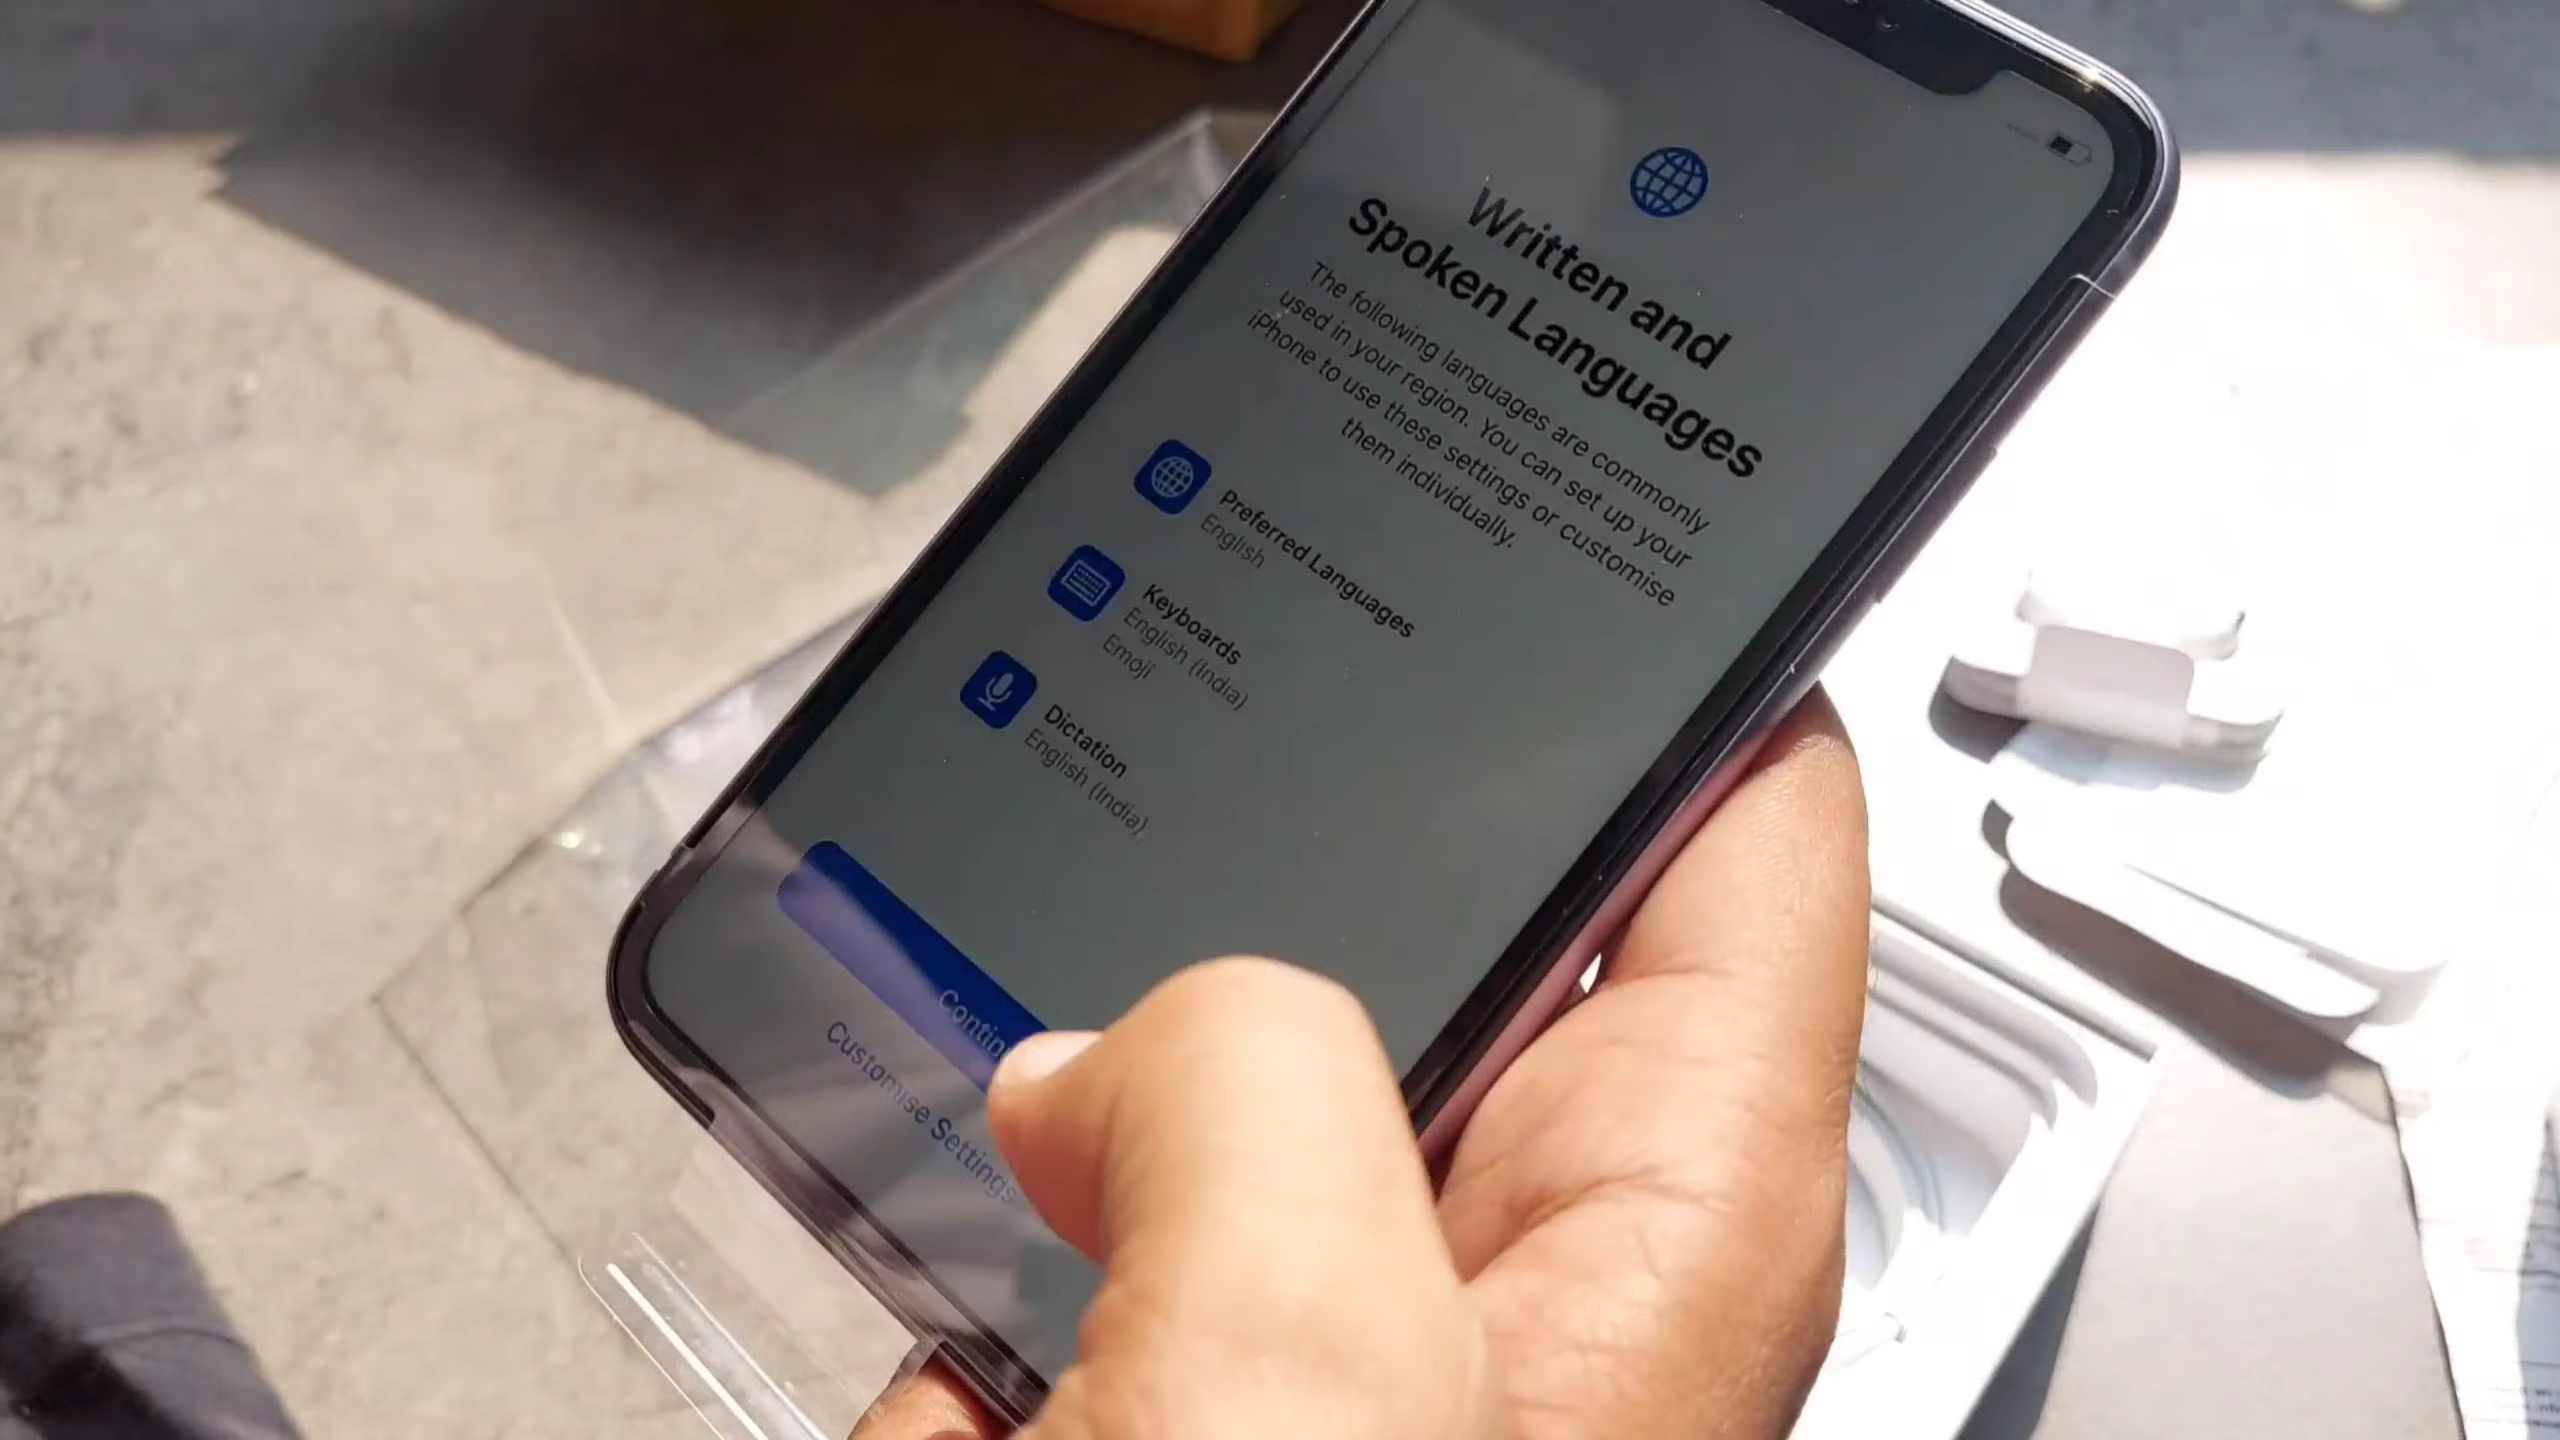 Written and
Spoken Languages
The following languages are commonly
used in your region. You can set up your
iPhone to use these settings or customise
them individually.
Preferred Languages
English
Keyboards
English (India)
Emoji
Dictation
English (India)
Contin
Customise Settings